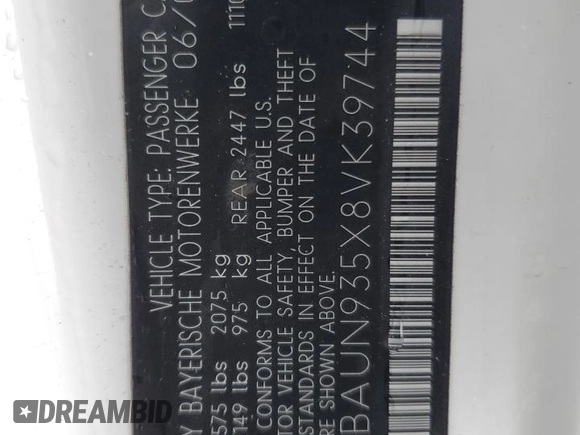 VEHICLE TYPE: PASSENGER CA
Y BAYERISCHE MOTORENWERKE 06/0
575 lbs 2075 kg
149 lbs 975 kg REAR 2447 lbs 1110
CONFORMS TO ALL APPLICABLE U.S.
TOR VEHICLE SAFETY, BUMPER AND THEFT
STANDARDS IN EFFECT ON THE DATE OF
RE SHOWN ABOVE.
BAUN935X8VK39744
DREAMBID